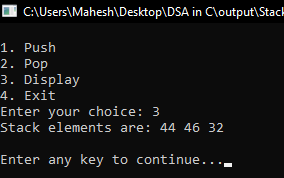 C:\Users\Mahesh\Desktop\DSA in C\output\Stack
1. Push
2. Pop
3. Display
4. Exit
Enter your choice: 3
Stack elements are: 44 46 32
Enter any key to continue..._